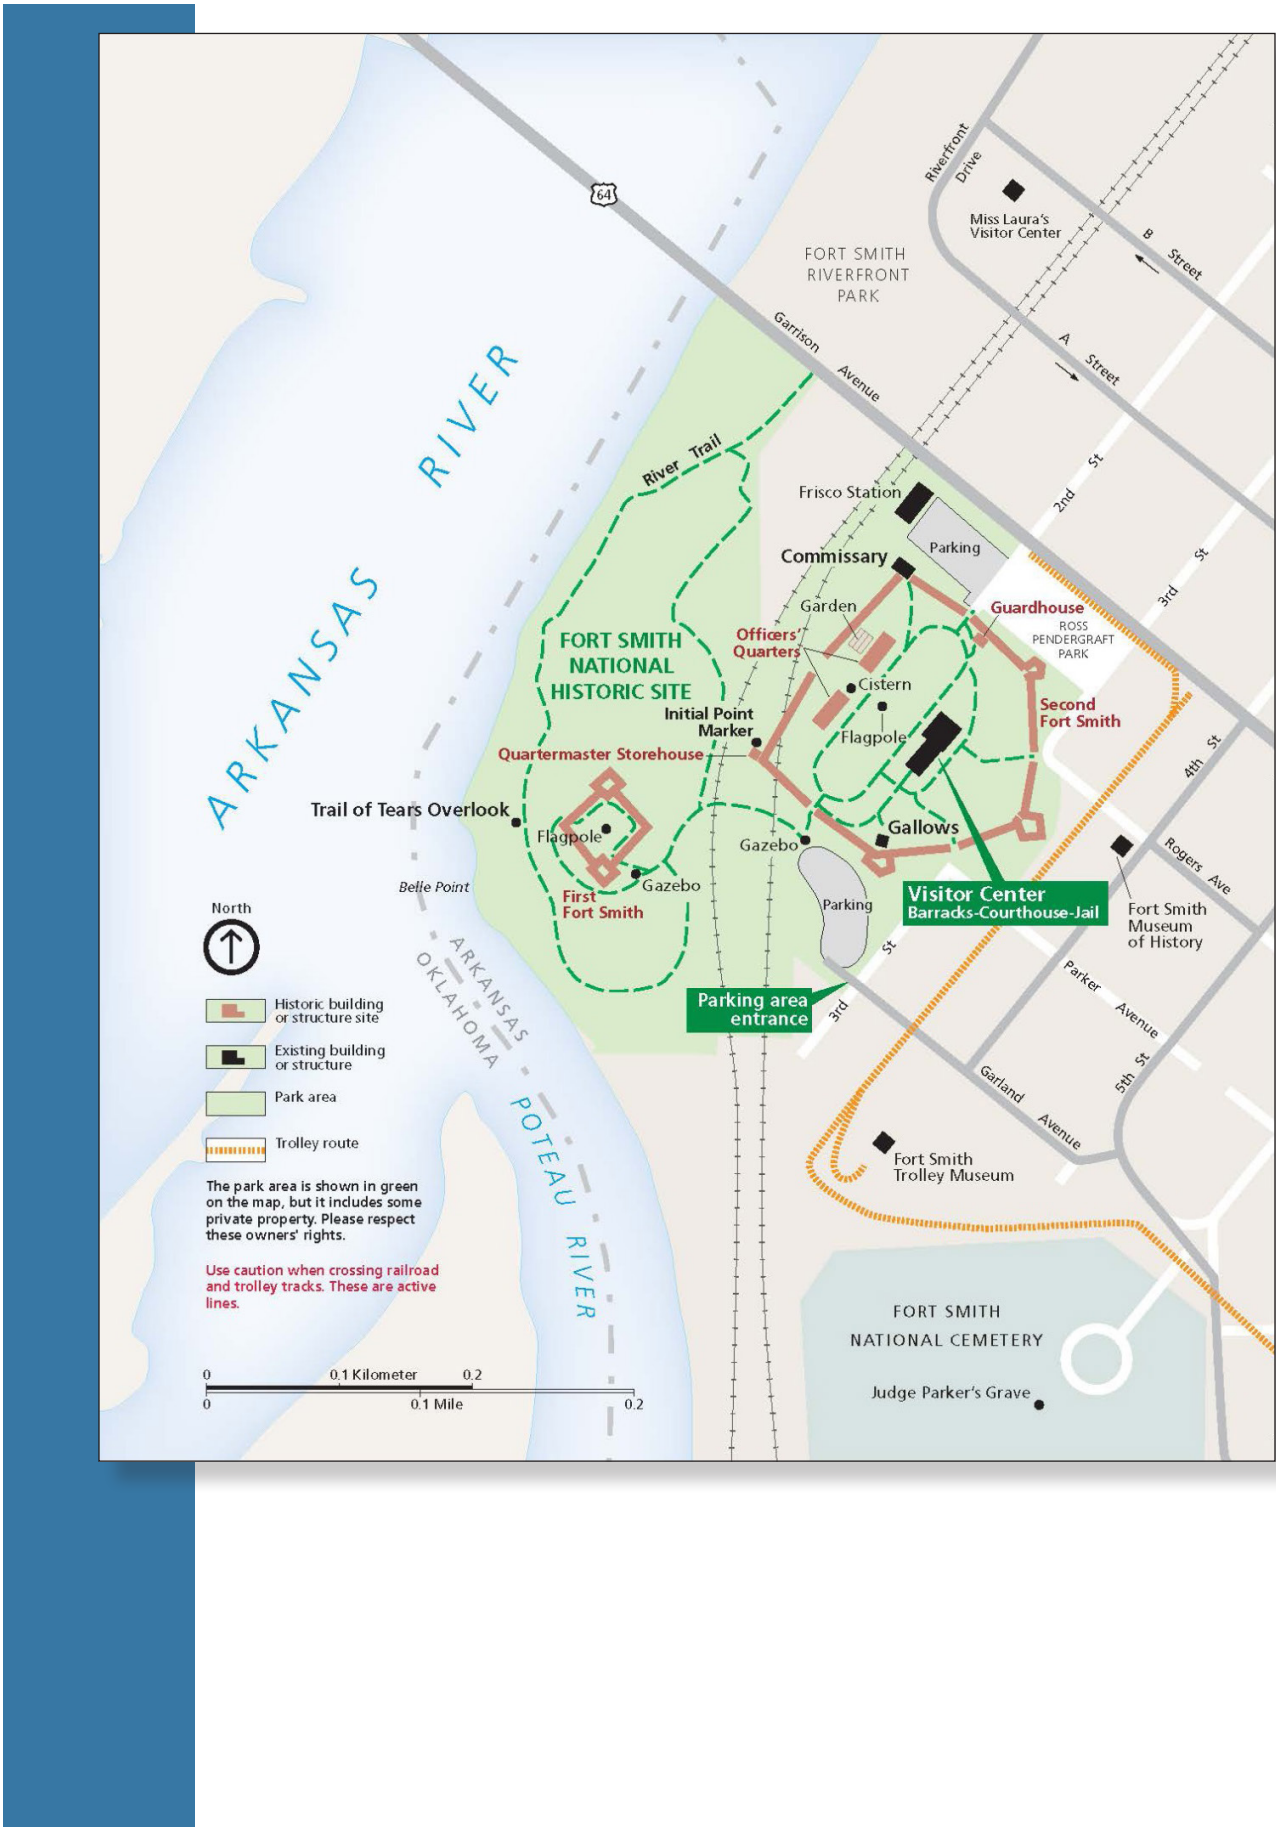 64
Riverfront
Drive
Miss Laura's
Visitor Center
B Street
FORT SMITH
RIVERFRONT
PARK
Garrison Avenue
A Street
ARKANSAS RIVER
River Trail
2nd St
Frisco Station
Parking
Commissary
3rd St
Garden
Guardhouse
ROSS
PENDERGRAFT
PARK
Officers'
Quarters
FORT SMITH
NATIONAL
HISTORIC SITE
Cistern
Initial Point
Marker
Second
Fort Smith
Flagpole
Quartermaster Storehouse
4th St
Trail of Tears Overlook
Flagpole
Gallows
Gazebo
Rogers Ave
Belle Point
Gazebo
First
Fort Smith
Parking
Visitor Center
Barracks-Courthouse-Jail
Fort Smith
Museum
of History
North
ARKANSAS
OKLAHOMA
3rd St
Parker Avenue
Parking area
entrance
Historic building
or structure site
Existing building
or structure
Park area
Trolley route
5th St
Garland Avenue
POTEAU RIVER
Fort Smith
Trolley Museum
The park area is shown in green
on the map, but it includes some
private property. Please respect
these owners' rights.
Use caution when crossing railroad
and trolley tracks. These are active
lines.
FORT SMITH
NATIONAL CEMETERY
Judge Parker's Grave
0 0.1 Kilometer 0.2
0 0.1 Mile 0.2